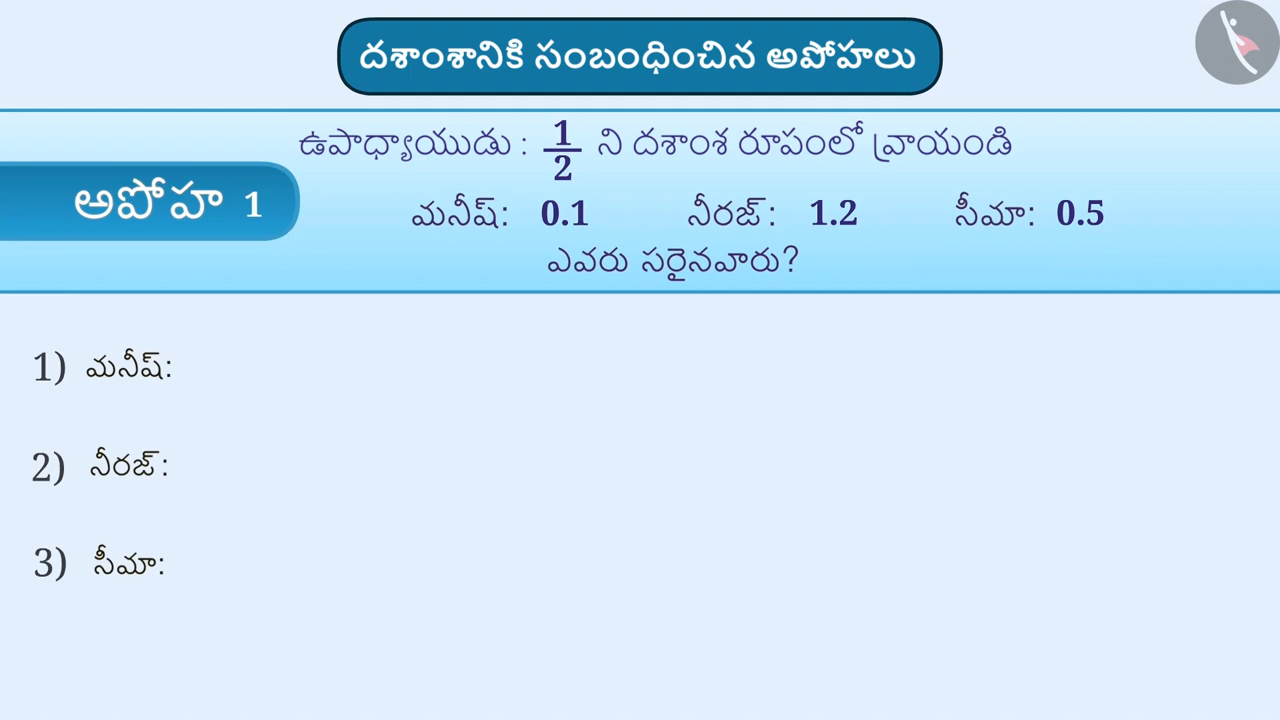 దశాంశానికి సంబంధించిన అపోహలు
ఉపాధ్యాయుడు : 1/2 ని దశాంశ రూపంలో వ్రాయండి
అపోహ 1
మనీష్: 0.1 నీరజ్: 1.2 సీమా: 0.5
ఎవరు సరైనవారు?
1) మనీష్:
2) నీరజ్:
3) సీమా: